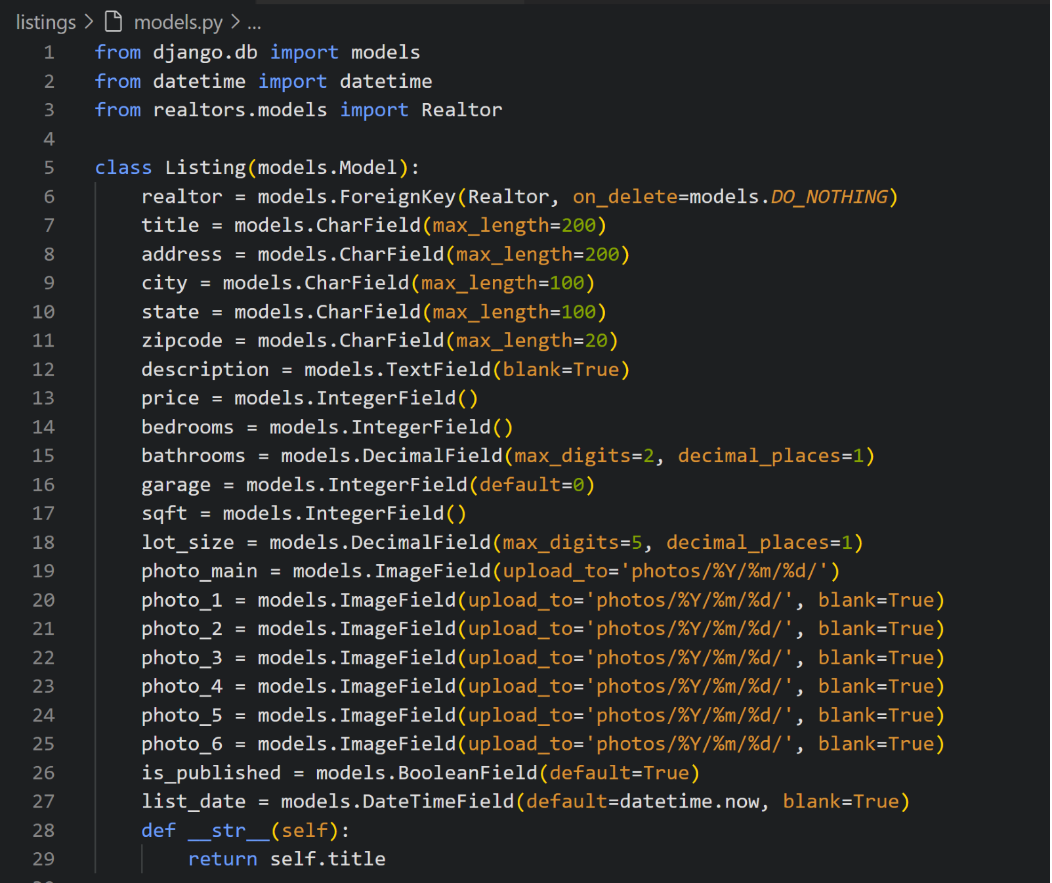 listings > models.py > ...
1 from django.db import models
2 from datetime import datetime
3 from realtors.models import Realtor
4
5 class Listing(models.Model):
6     realtor = models.ForeignKey(Realtor, on_delete=models.DO_NOTHING)
7     title = models.CharField(max_length=200)
8     address = models.CharField(max_length=200)
9     city = models.CharField(max_length=100)
10     state = models.CharField(max_length=100)
11     zipcode = models.CharField(max_length=20)
12     description = models.TextField(blank=True)
13     price = models.IntegerField()
14     bedrooms = models.IntegerField()
15     bathrooms = models.DecimalField(max_digits=2, decimal_places=1)
16     garage = models.IntegerField(default=0)
17     sqft = models.IntegerField()
18     lot_size = models.DecimalField(max_digits=5, decimal_places=1)
19     photo_main = models.ImageField(upload_to='photos/%Y/%m/%d/')
20     photo_1 = models.ImageField(upload_to='photos/%Y/%m/%d/', blank=True)
21     photo_2 = models.ImageField(upload_to='photos/%Y/%m/%d/', blank=True)
22     photo_3 = models.ImageField(upload_to='photos/%Y/%m/%d/', blank=True)
23     photo_4 = models.ImageField(upload_to='photos/%Y/%m/%d/', blank=True)
24     photo_5 = models.ImageField(upload_to='photos/%Y/%m/%d/', blank=True)
25     photo_6 = models.ImageField(upload_to='photos/%Y/%m/%d/', blank=True)
26     is_published = models.BooleanField(default=True)
27     list_date = models.DateTimeField(default=datetime.now, blank=True)
28     def __str__(self):
29         return self.title